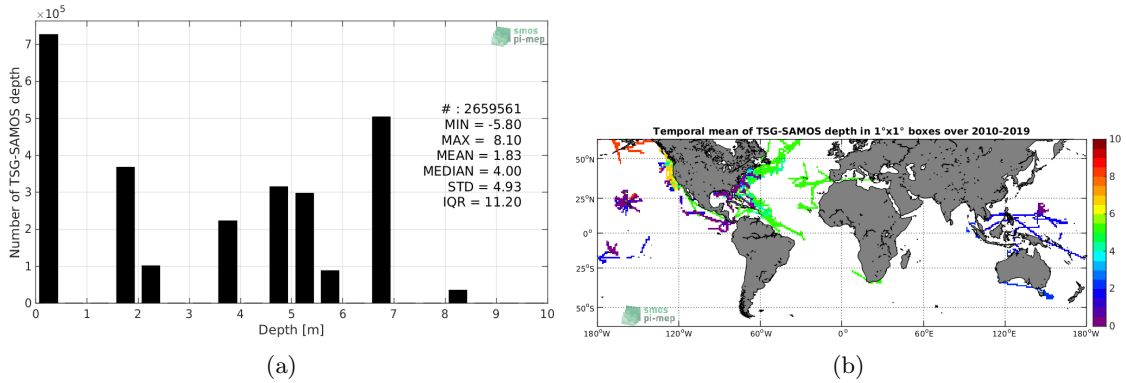 ×10⁵
7
6
5
4
3
2
1
0
Number of TSG-SAMOS depth
smos
pi-mep
# : 2659561
MIN = -5.80
MAX = 8.10
MEAN = 1.83
MEDIAN = 4.00
STD = 4.93
IQR = 11.20
0 1 2 3 4 5 6 7 8 9 10
Depth [m]
(a)
Temporal mean of TSG-SAMOS depth in 1°x1° boxes over 2010-2019
50°N
25°N
0°
25°S
50°S
smos
pi-mep
180°W 120°W 60°W 0° 60°E 120°E 180°E
10
8
6
4
2
0
(b)